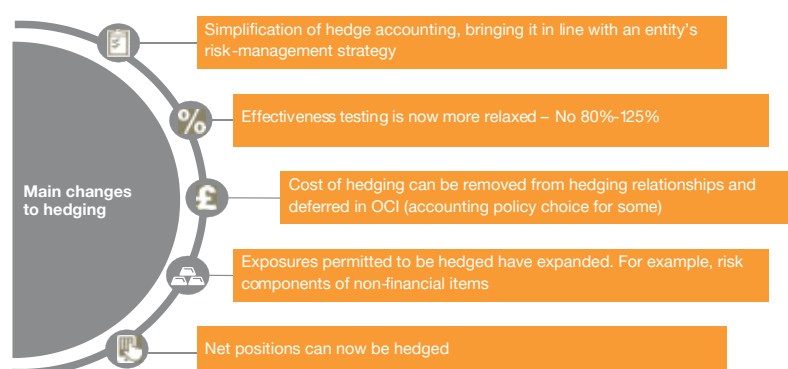 Simplification of hedge accounting, bringing it in line with an entity's
risk-management strategy
Effectiveness testing is now more relaxed – No 80%-125%
%
Main changes
to hedging
Cost of hedging can be removed from hedging relationships and
deferred in OCI (accounting policy choice for some)
£
Exposures permitted to be hedged have expanded. For example, risk
components of non-financial items
Net positions can now be hedged